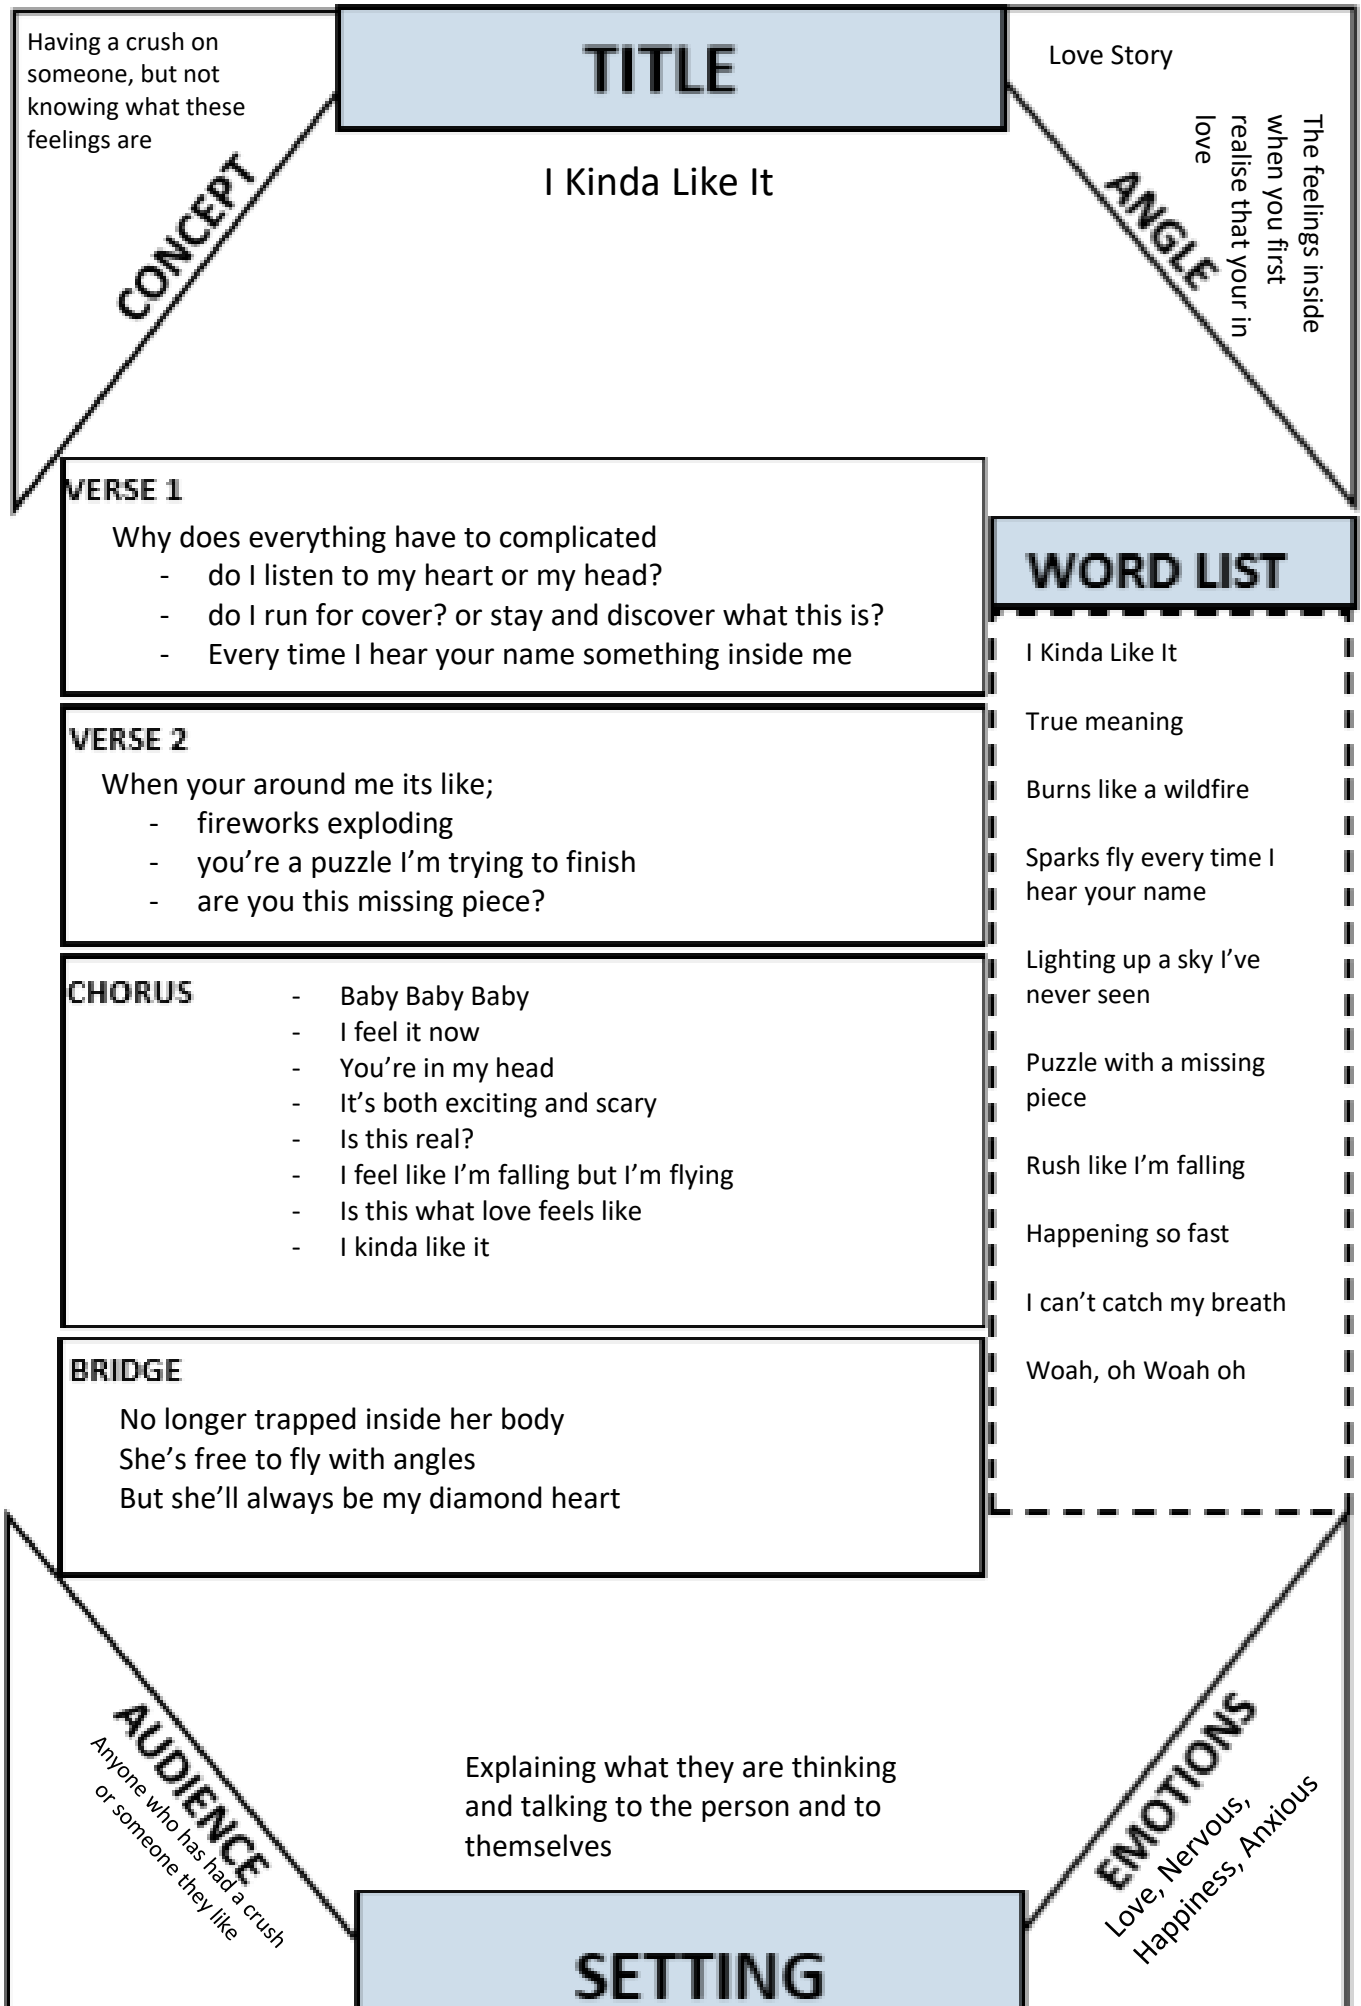 Having a crush on
someone, but not
knowing what these
feelings are
CONCEPT
TITLE
I Kinda Like It
Love Story
The feelings inside
when you first
realise that your in
love
ANGLE
VERSE 1
Why does everything have to complicated
- do I listen to my heart or my head?
- do I run for cover? or stay and discover what this is?
- Every time I hear your name something inside me
VERSE 2
When your around me its like;
- fireworks exploding
- you're a puzzle I'm trying to finish
- are you this missing piece?
CHORUS
- Baby Baby Baby
- I feel it now
- You're in my head
- It's both exciting and scary
- Is this real?
- I feel like I'm falling but I'm flying
- Is this what love feels like
- I kinda like it
BRIDGE
No longer trapped inside her body
She's free to fly with angles
But she'll always be my diamond heart
WORD LIST
I Kinda Like It
True meaning
Burns like a wildfire
Sparks fly every time I
hear your name
Lighting up a sky I've
never seen
Puzzle with a missing
piece
Rush like I'm falling
Happening so fast
I can't catch my breath
Woah, oh Woah oh
AUDIENCE
Anyone who has had a crush
or someone they like
Explaining what they are thinking
and talking to the person and to
themselves
SETTING
EMOTIONS
Love, Nervous,
Happiness, Anxious